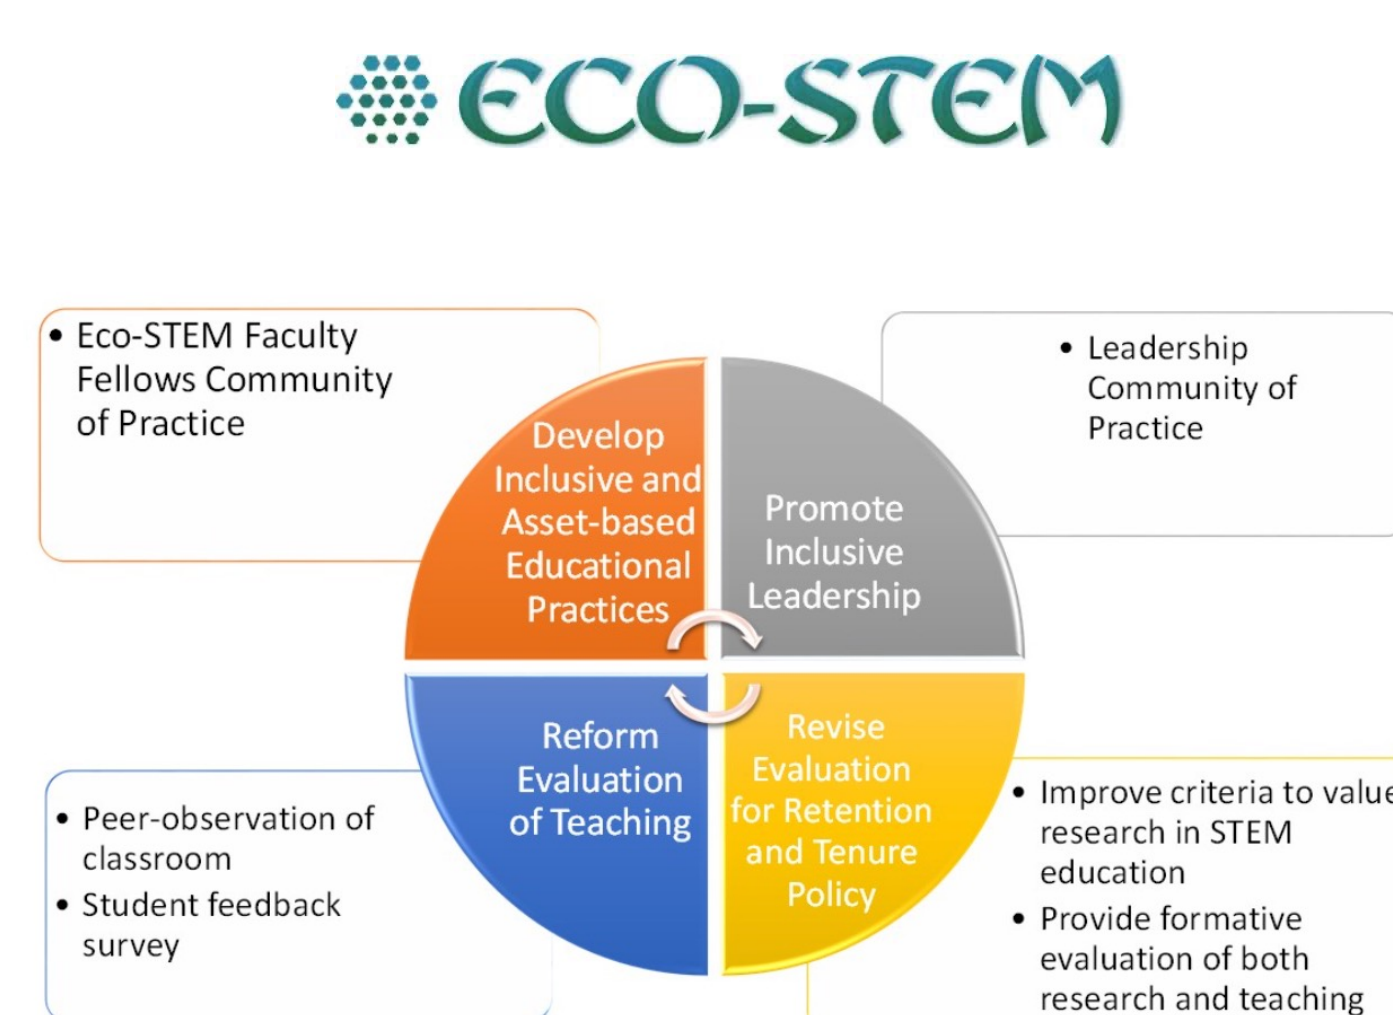 ECO-STEM
• Eco-STEM Faculty
Fellows Community
of Practice
• Leadership
Community of
Practice
Develop
Inclusive and
Asset-based
Educational
Practices
Promote
Inclusive
Leadership
Reform
Evaluation
of Teaching
Revise
Evaluation
for Retention
and Tenure
Policy
• Peer-observation of
classroom
• Student feedback
survey
• Improve criteria to value
research in STEM
education
• Provide formative
evaluation of both
research and teaching